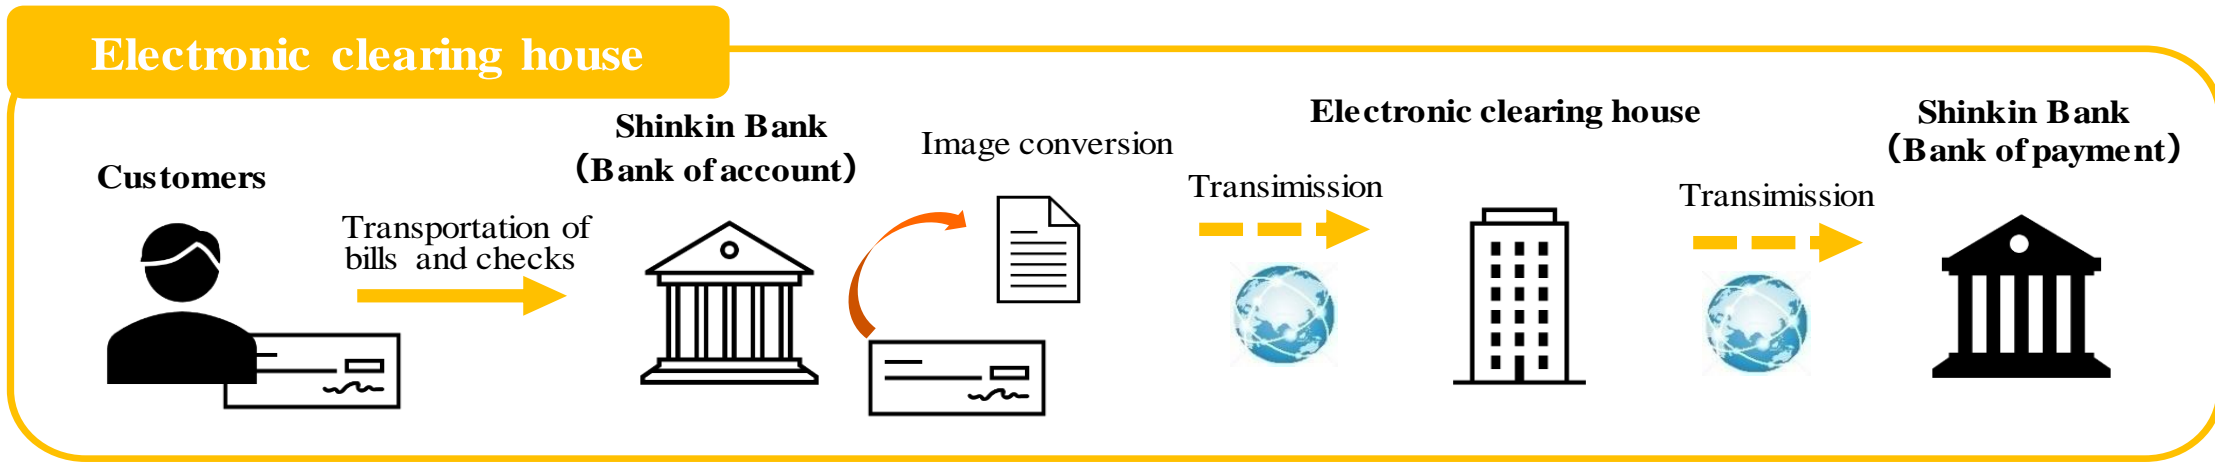 Electronic clearing house
Customers
Transportation of
bills and checks
Shinkin Bank
(Bank of account)
Image conversion
Transimission
Electronic clearing house
Transimission
Shinkin Bank
(Bank of payment)